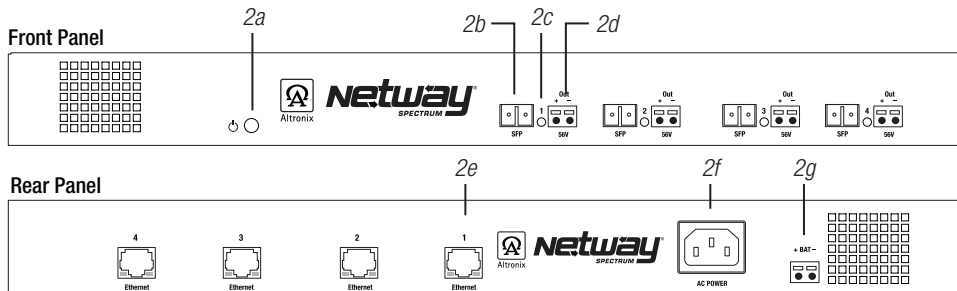 2a
2b
2c
2d
Front Panel
Altronix
Netway
SPECTRUM
SFP
1
Out
+ −
56V
SFP
2
Out
+ −
56V
SFP
3
Out
+ −
56V
SFP
4
Out
+ −
56V
Rear Panel
2e
2f
2g
4
Ethernet
3
Ethernet
2
Ethernet
1
Ethernet
Altronix
Netway
SPECTRUM
AC POWER
+ BAT −